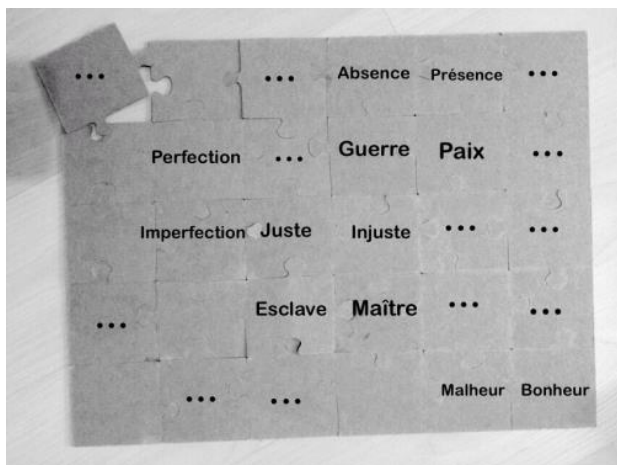 ... ... Absence Présence ...
Perfection ... Guerre Paix ...
Imperfection Juste Injuste ... ...
... Esclave Maître ... ...
... ... Malheur Bonheur